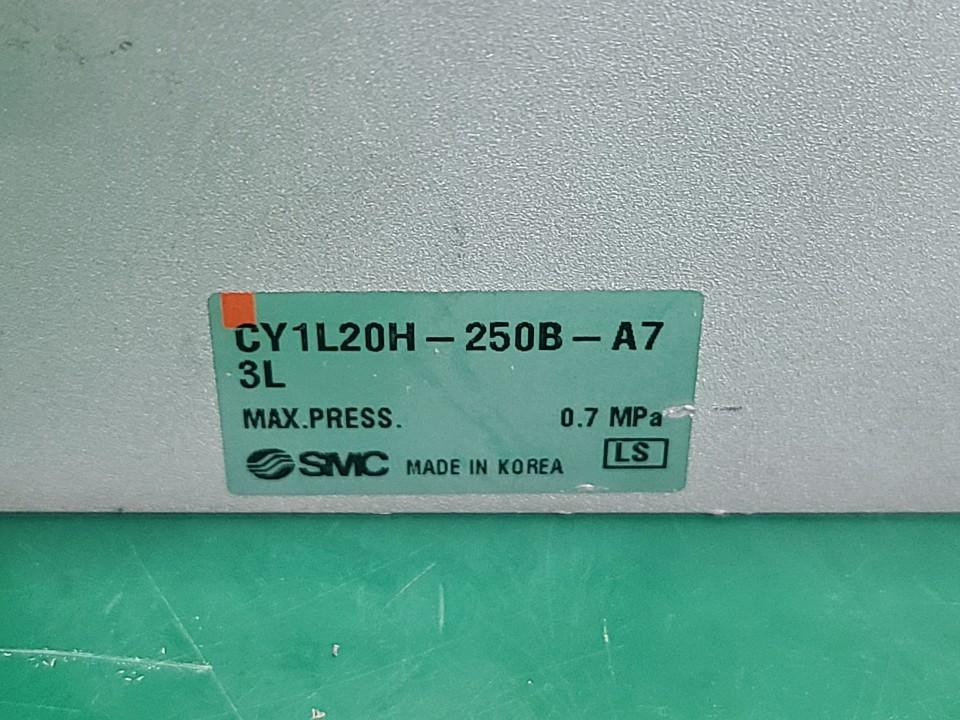 CY1L20H-250B-A7
3L
MAX.PRESS. 0.7 MPa
SMC MADE IN KOREA LS